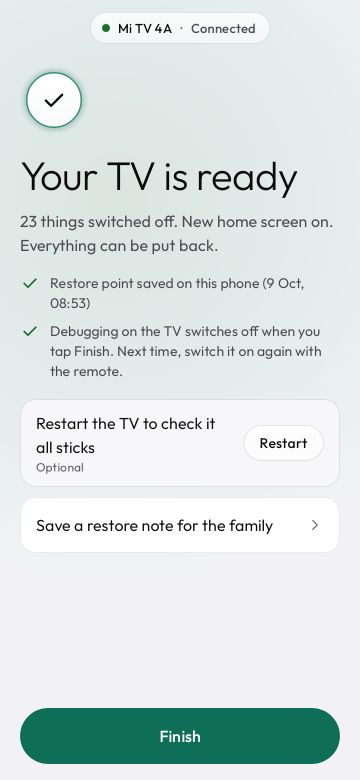 Mi TV 4A · Connected
Your TV is ready
23 things switched off. New home screen on.
Everything can be put back.
Restore point saved on this phone (9 Oct,
08:53)
Debugging on the TV switches off when you
tap Finish. Next time, switch it on again with
the remote.
Restart the TV to check it
all sticks
Optional
Restart
Save a restore note for the family
Finish